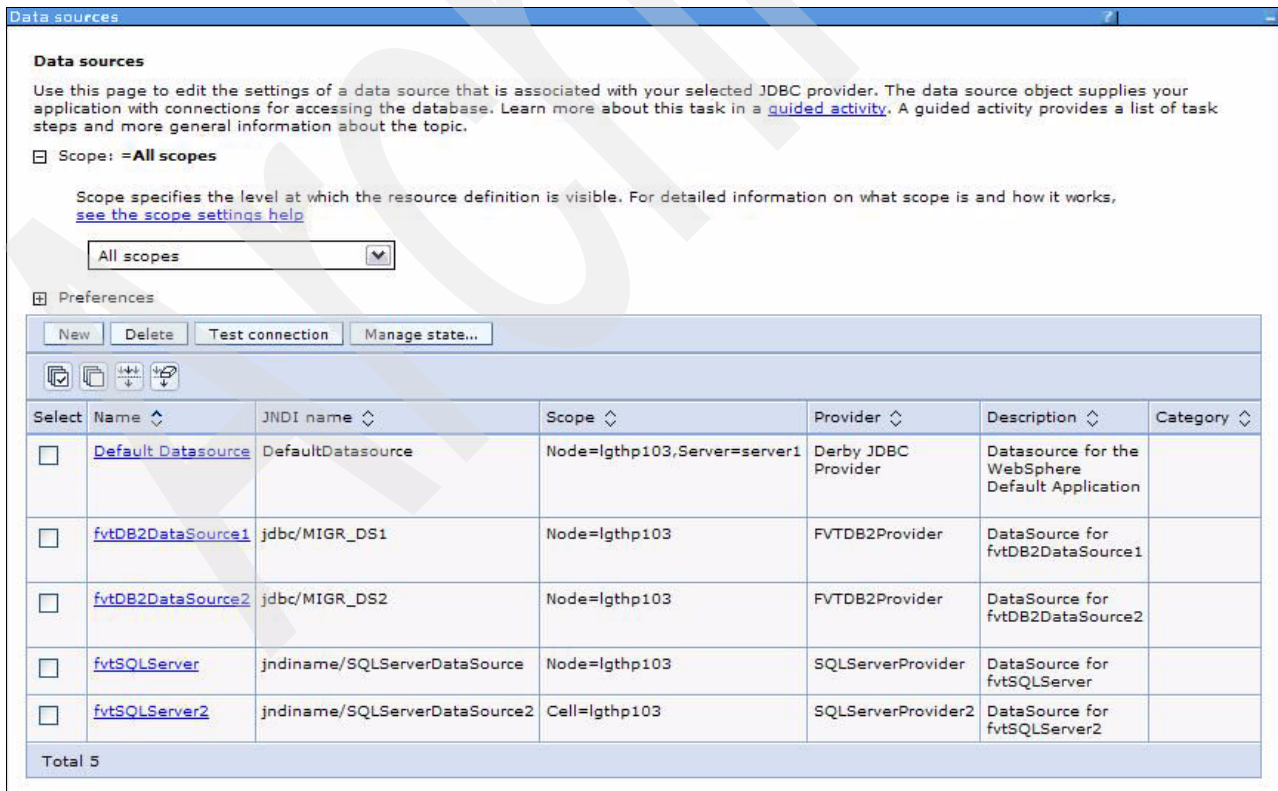 Data sources
?
Data sources
Use this page to edit the settings of a data source that is associated with your selected JDBC provider. The data source object supplies your
application with connections for accessing the database. Learn more about this task in a guided activity. A guided activity provides a list of task
steps and more general information about the topic.
Scope: =All scopes
Scope specifies the level at which the resource definition is visible. For detailed information on what scope is and how it works,
see the scope settings help
All scopes
Preferences
New Delete Test connection Manage state...
Select Name JNDI name Scope Provider Description Category
Default Datasource DefaultDatasource Node=lgthp103,Server=server1 Derby JDBC Datasource for the
Provider WebSphere
Default Application
fvtDB2DataSource1 jdbc/MIGR_DS1 Node=lgthp103 FVTDB2Provider DataSource for
fvtDB2DataSource1
fvtDB2DataSource2 jdbc/MIGR_DS2 Node=lgthp103 FVTDB2Provider DataSource for
fvtDB2DataSource2
fvtSQLServer jndiname/SQLServerDataSource Node=lgthp103 SQLServerProvider DataSource for
fvtSQLServer
fvtSQLServer2 jndiname/SQLServerDataSource2 Cell=lgthp103 SQLServerProvider2 DataSource for
fvtSQLServer2
Total 5